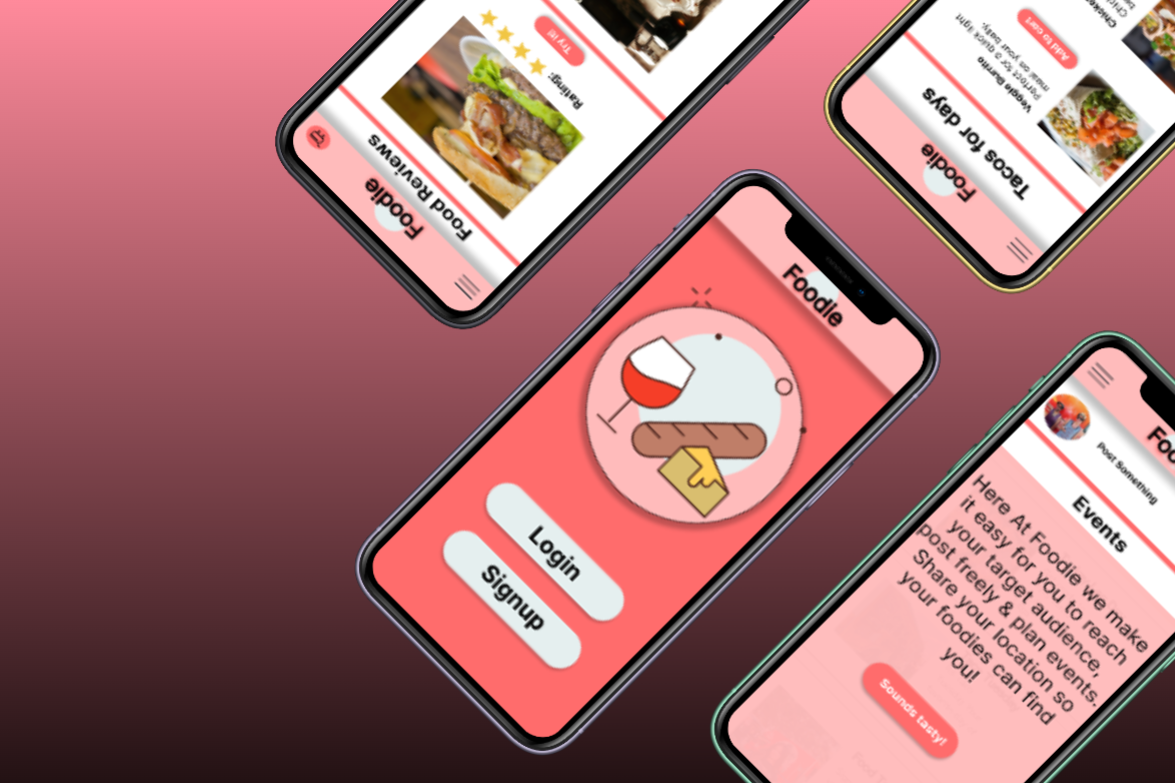 Foodie
Food Reviews
Rating:
Try it!
Foodie
Tacos for days
Veggie Burrito
Perfect for a quick light
meal on your busy,
Add to cart
Foodie
Login
Signup
Foo
Post Something
Events
Here At Foodie we make
it easy for you to reach
your target audience,
post freely & plan events.
Share your location so
your foodies can find
you!
Sounds tasty!